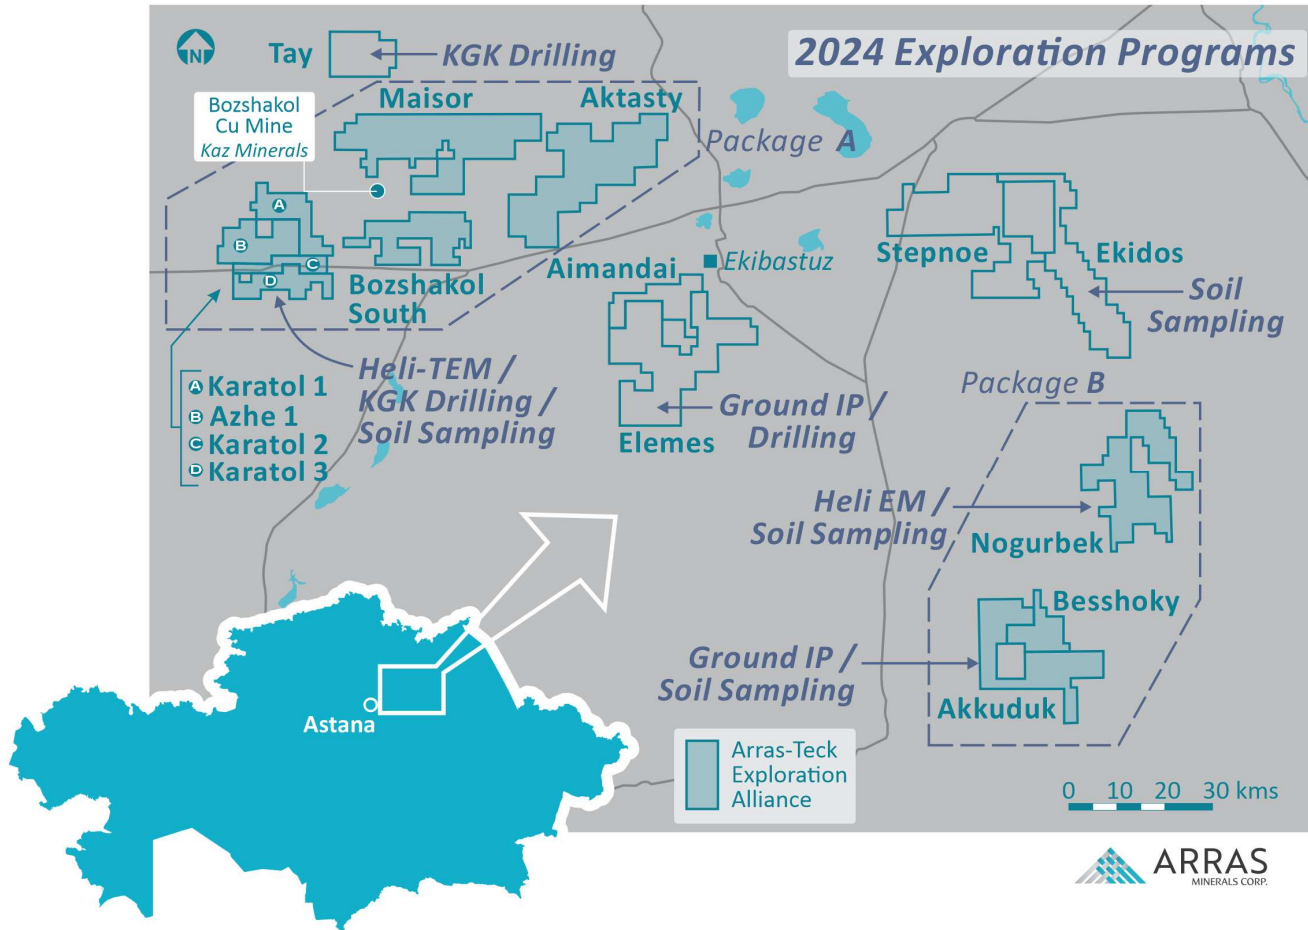 2024 Exploration Programs
N
Tay
KGK Drilling
Bozshakol
Cu Mine
Kaz Minerals
Maisor
Aktasty
Package A
A
B
C
D
Bozshakol
South
Aimandai
Ekibastuz
Stepnoe
Ekidos
Soil
Sampling
Heli-TEM /
KGK Drilling /
Soil Sampling
A Karatol 1
B Azhe 1
C Karatol 2
D Karatol 3
Ground IP /
Drilling
Elemes
Package B
Heli EM /
Soil Sampling
Nogurbek
Besshoky
Ground IP /
Soil Sampling
Akkuduk
Astana
Arras-Teck
Exploration
Alliance
0 10 20 30 kms
ARRAS
MINERALS CORP.